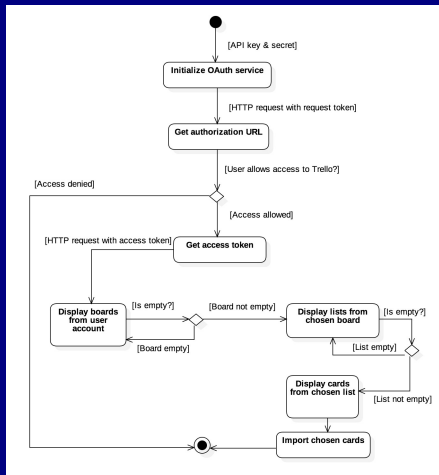 [API key & secret]
Initialize OAuth service
[HTTP request with request token]
Get authorization URL
[User allows access to Trello?]
[Access denied]
[Access allowed]
[HTTP request with access token]
Get access token
Display boards
from user
account
[Is empty?]
[Board not empty]
[Board empty]
Display lists from
chosen board
[Is empty?]
[List empty]
Display cards
from chosen list
[List not empty]
Import chosen cards